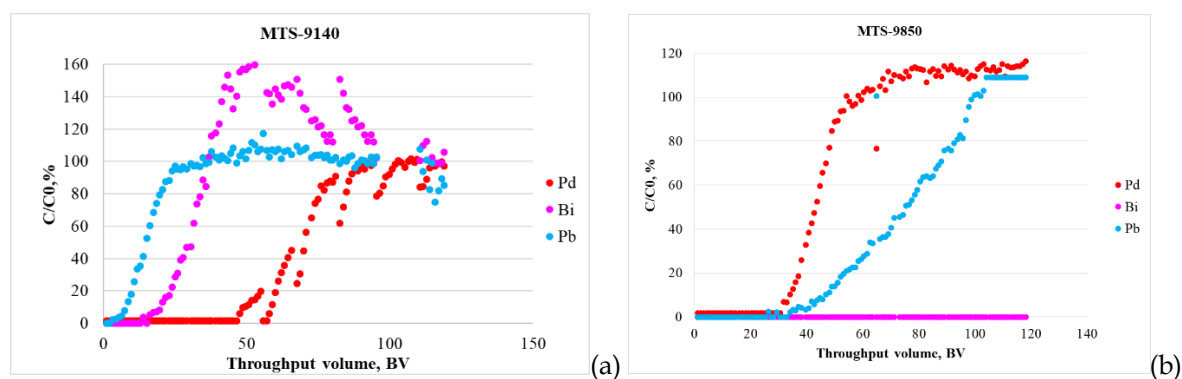 MTS-9140
160
140
120
100
80
60
40
20
0
0 50 100 150
C/C0,%
Throughput volume, BV
Pd
Bi
Pb
(a)
MTS-9850
120
100
80
60
40
20
0
0 20 40 60 80 100 120 140
C/C0, %
Throughput volume, BV
Pd
Bi
Pb
(b)